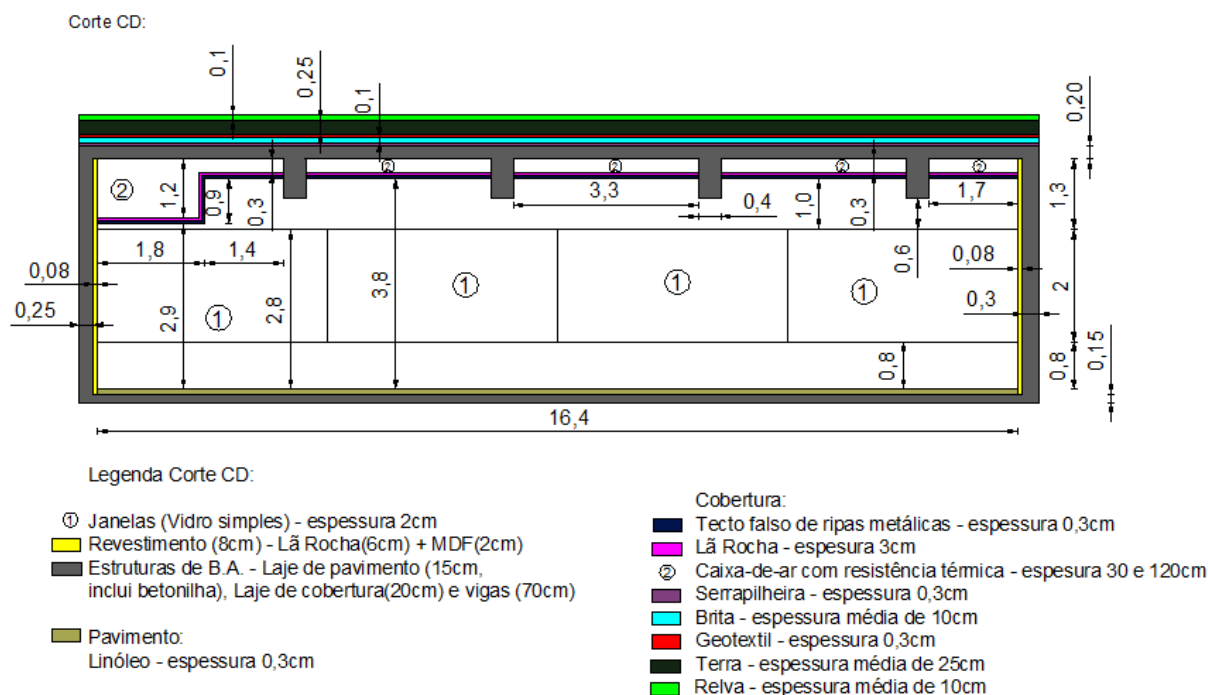 Corte CD:
0,1
0,25
0,1
0,20
②
②
②
②
②
1,2
0,9
0,3
3,3
0,4
1,0
0,3
1,7
1,3
0,6
1,8
1,4
0,08
0,08
0,25
2,9
①
2,8
3,8
①
①
①
0,3
2
0,8
0,8
0,15
16,4
Legenda Corte CD:
① Janelas (Vidro simples) - espessura 2cm
Revestimento (8cm) - Lã Rocha(6cm) + MDF(2cm)
Estruturas de B.A. - Laje de pavimento (15cm,
inclui betonilha), Laje de cobertura(20cm) e vigas (70cm)
Pavimento:
Linóleo - espessura 0,3cm
Cobertura:
Tecto falso de ripas metálicas - espessura 0,3cm
Lã Rocha - espesura 3cm
② Caixa-de-ar com resistência térmica - espesura 30 e 120cm
Serrapilheira - espessura 0,3cm
Brita - espessura média de 10cm
Geotextil - espessura 0,3cm
Terra - espessura média de 25cm
Relva - espessura média de 10cm